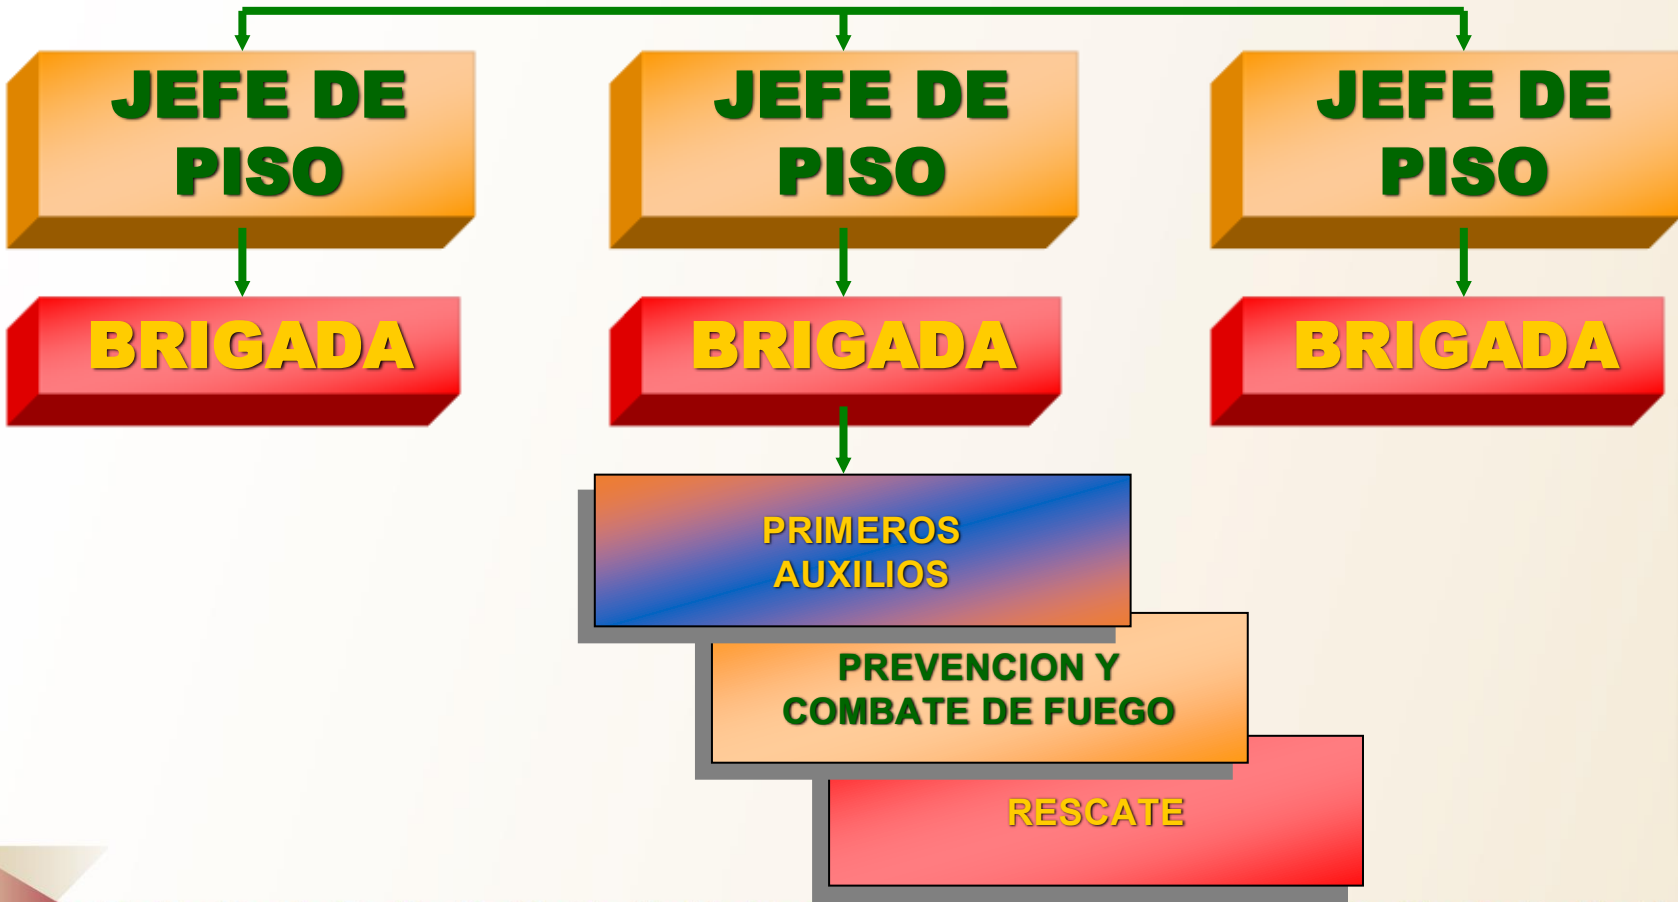 JEFE DE
PISO
JEFE DE
PISO
JEFE DE
PISO
BRIGADA
BRIGADA
BRIGADA
PRIMEROS
AUXILIOS
PREVENCION Y
COMBATE DE FUEGO
RESCATE